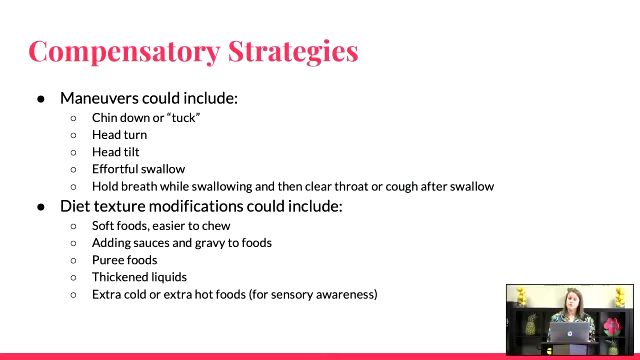 Compensatory Strategies
● Maneuvers could include:
○ Chin down or “tuck”
○ Head turn
○ Head tilt
○ Effortful swallow
○ Hold breath while swallowing and then clear throat or cough after swallow
● Diet texture modifications could include:
○ Soft foods, easier to chew
○ Adding sauces and gravy to foods
○ Puree foods
○ Thickened liquids
○ Extra cold or extra hot foods (for sensory awareness)